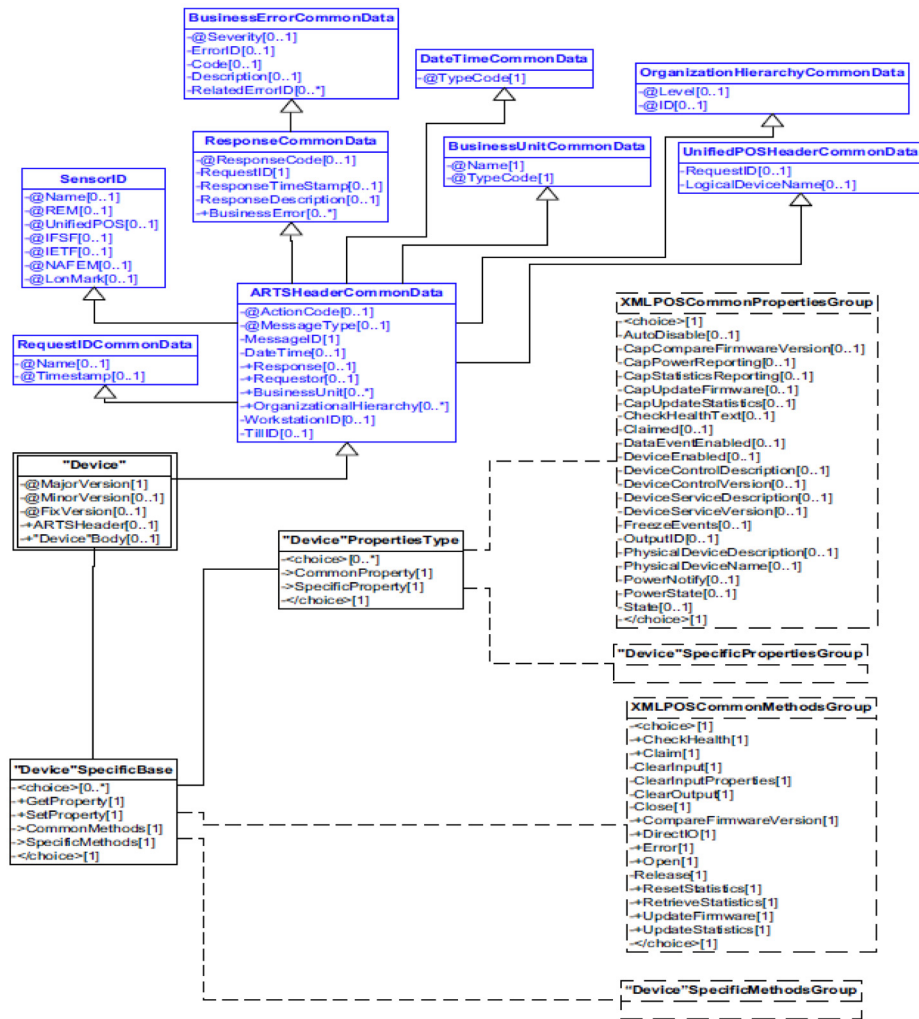 BusinessErrorCommonData
-@Severity[0..1]
-ErrorID[0..1]
-Code[0..1]
-Description[0..1]
-RelatedErrorID[0..*]
DateTimeCommonData
-@TypeCode[1]
OrganizationHierarchyCommonData
-@Level[0..1]
-@ID[0..1]
ResponseCommonData
-@ResponseCode[0..1]
-RequestID[1]
-ResponseTimeStamp[0..1]
-ResponseDescription[0..1]
-+BusinessError[0..*]
BusinessUnitCommonData
-@Name[1]
-@TypeCode[1]
UnifiedPOSHeaderCommonData
-RequestID[0..1]
-LogicalDeviceName[0..1]
SensorID
-@Name[0..1]
-@REM[0..1]
-@UnifiedPOS[0..1]
-@IFSF[0..1]
-@IETF[0..1]
-@NAFEM[0..1]
-@LonMark[0..1]
ARTSHeaderCommonData
-@ActionCode[0..1]
-@MessageType[0..1]
-MessageID[1]
-DateTime[0..1]
-+Response[0..1]
-+Requestor[0..1]
-+BusinessUnit[0..*]
-+OrganizationalHierarchy[0..*]
-WorkstationID[0..1]
-TillID[0..1]
RequestIDCommonData
-@Name[0..1]
-@Timestamp[0..1]
XMLPOSCommonPropertiesGroup
-<choice>[1]
-AutoDisable[0..1]
-CapCompareFirmwareVersion[0..1]
-CapPowerReporting[0..1]
-CapStatisticsReporting[0..1]
-CapUpdateFirmware[0..1]
-CapUpdateStatistics[0..1]
-CheckHealthText[0..1]
-Claimed[0..1]
-DataEventEnabled[0..1]
-DeviceEnabled[0..1]
-DeviceControlDescription[0..1]
-DeviceControlVersion[0..1]
-DeviceServiceDescription[0..1]
-DeviceServiceVersion[0..1]
-FreezeEvents[0..1]
-OutputID[0..1]
-PhysicalDeviceDescription[0..1]
-PhysicalDeviceName[0..1]
-PowerNotify[0..1]
-PowerState[0..1]
-State[0..1]
-</choice>[1]
"Device"
-@MajorVersion[1]
-@MinorVersion[0..1]
-@FixVersion[0..1]
-+ARTSHeader[0..1]
-+"Device"Body[0..1]
"Device"PropertiesType
-<choice>[0..*]
->CommonProperty[1]
->SpecificProperty[1]
-</choice>[1]
"Device"SpecificPropertiesGroup
XMLPOSCommonMethodsGroup
-<choice>[1]
-+CheckHealth[1]
-+Claim[1]
-ClearInput[1]
-ClearInputProperties[1]
-ClearOutput[1]
-Close[1]
-+CompareFirmwareVersion[1]
-+DirectIO[1]
-+Error[1]
-+Open[1]
-Release[1]
-+ResetStatistics[1]
-+RetrieveStatistics[1]
-+UpdateFirmware[1]
-+UpdateStatistics[1]
-</choice>[1]
"Device"SpecificBase
-<choice>[0..*]
-+GetProperty[1]
-+SetProperty[1]
->CommonMethods[1]
->SpecificMethods[1]
-</choice>[1]
"Device"SpecificMethodsGroup